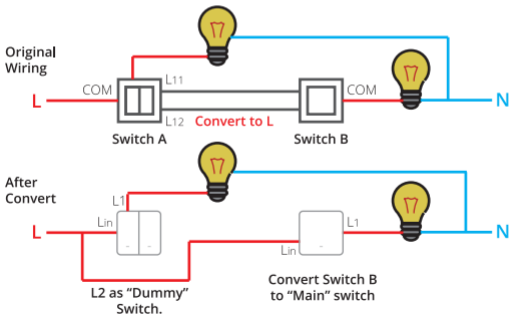 Original
Wiring
L
COM
L11
L12
Convert to L
COM
N
Switch A
Switch B
After
Convert
L
L1
Lin
Lin
L1
N
L2 as “Dummy”
Switch.
Convert Switch B
to “Main” switch